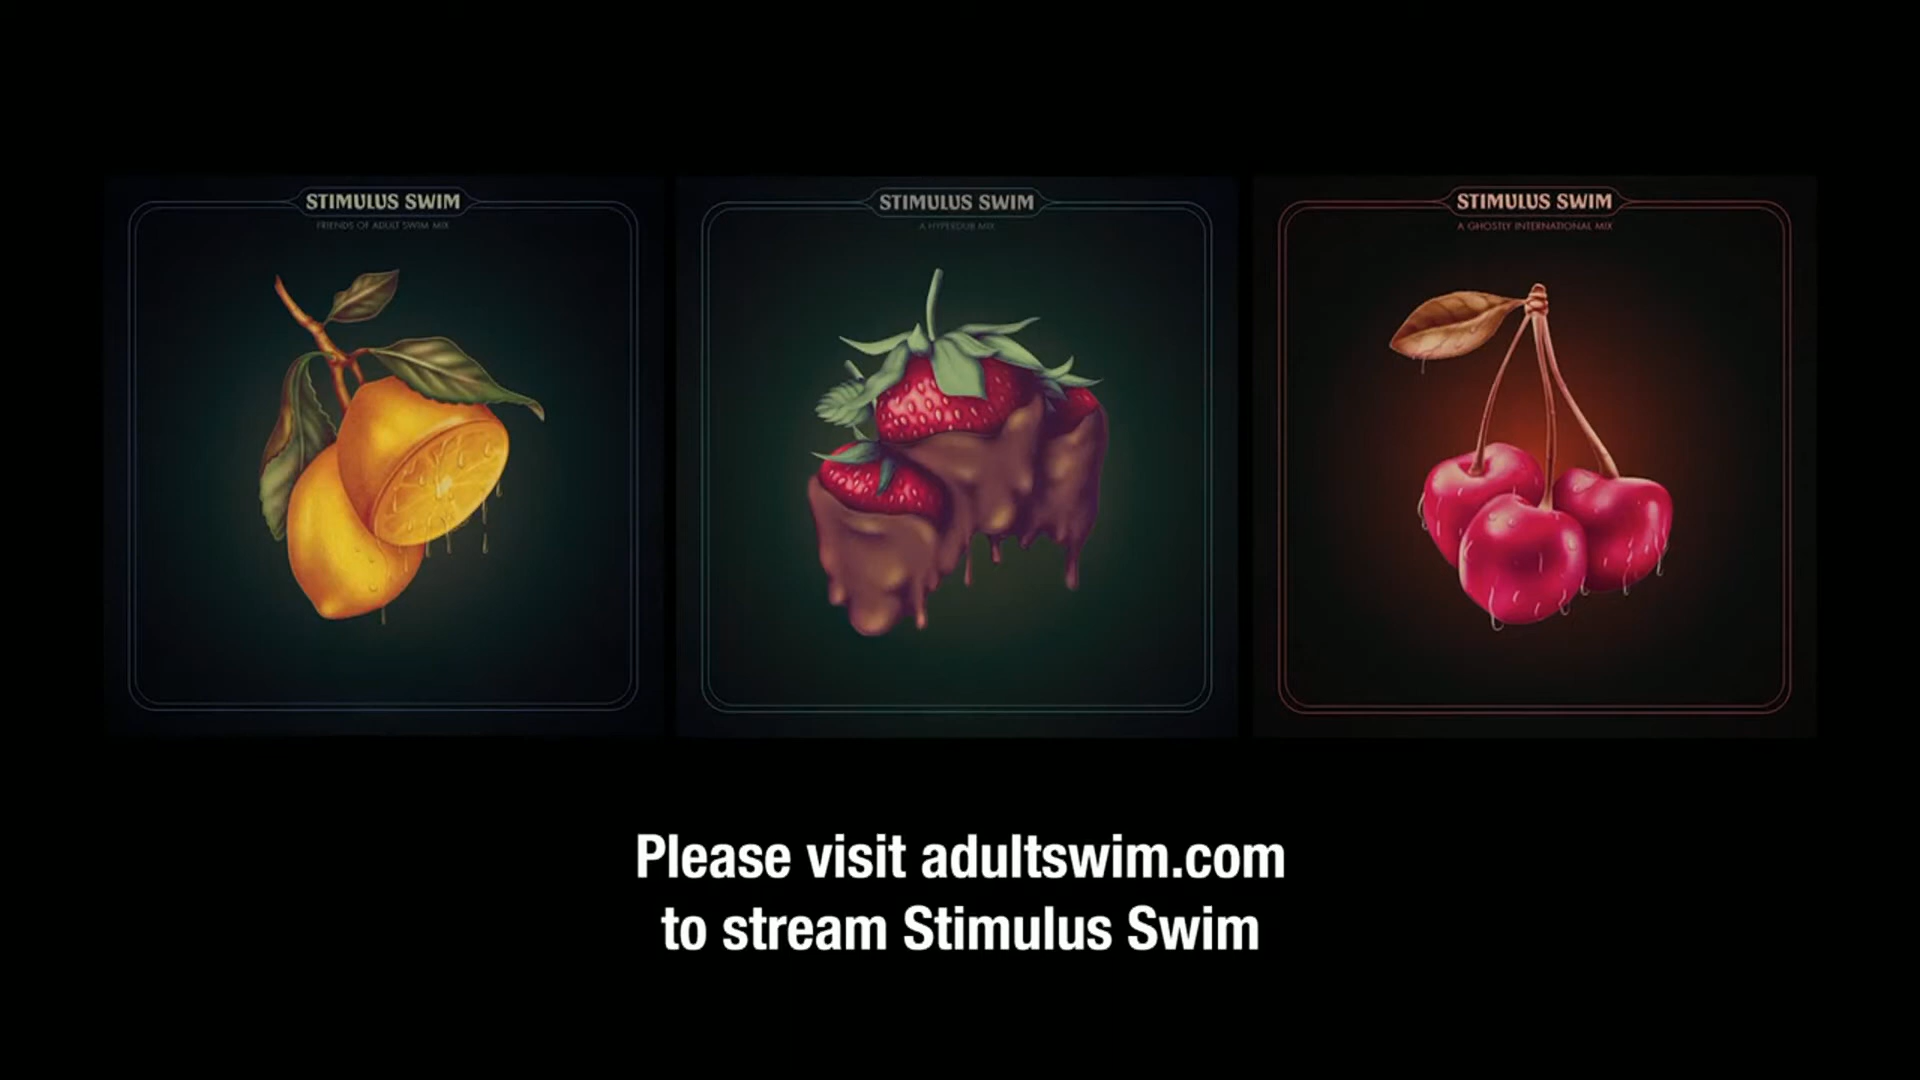 STIMULUS SWIM
FRIENDS OF ADULT SWIM MIX
STIMULUS SWIM
A HYPERDUB MIX
STIMULUS SWIM
A GHOSTLY INTERNATIONAL MIX
Please visit adultswim.com
to stream Stimulus Swim